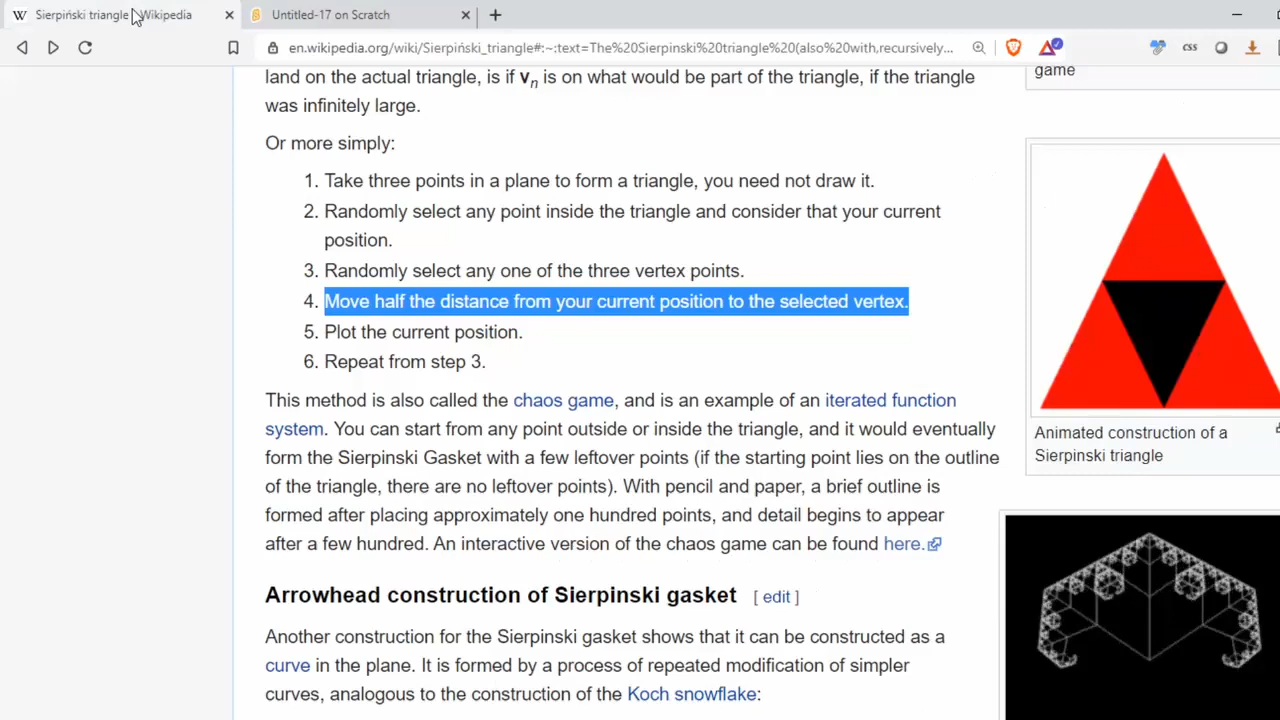 Sierpiński triangle - Wikipedia
Untitled-17 on Scratch
en.wikipedia.org/wiki/Sierpiński_triangle#:~:text=The%20Sierpinski%20triangle%20(also%20with,recursively...
CSS
land on the actual triangle, is if vn is on what would be part of the triangle, if the triangle
was infinitely large.
game
Or more simply:
1. Take three points in a plane to form a triangle, you need not draw it.
2. Randomly select any point inside the triangle and consider that your current
position.
3. Randomly select any one of the three vertex points.
4. Move half the distance from your current position to the selected vertex.
5. Plot the current position.
6. Repeat from step 3.
This method is also called the chaos game, and is an example of an iterated function
system. You can start from any point outside or inside the triangle, and it would eventually
form the Sierpinski Gasket with a few leftover points (if the starting point lies on the outline
of the triangle, there are no leftover points). With pencil and paper, a brief outline is
formed after placing approximately one hundred points, and detail begins to appear
after a few hundred. An interactive version of the chaos game can be found here.
Animated construction of a
Sierpinski triangle
Arrowhead construction of Sierpinski gasket [ edit ]
Another construction for the Sierpinski gasket shows that it can be constructed as a
curve in the plane. It is formed by a process of repeated modification of simpler
curves, analogous to the construction of the Koch snowflake: